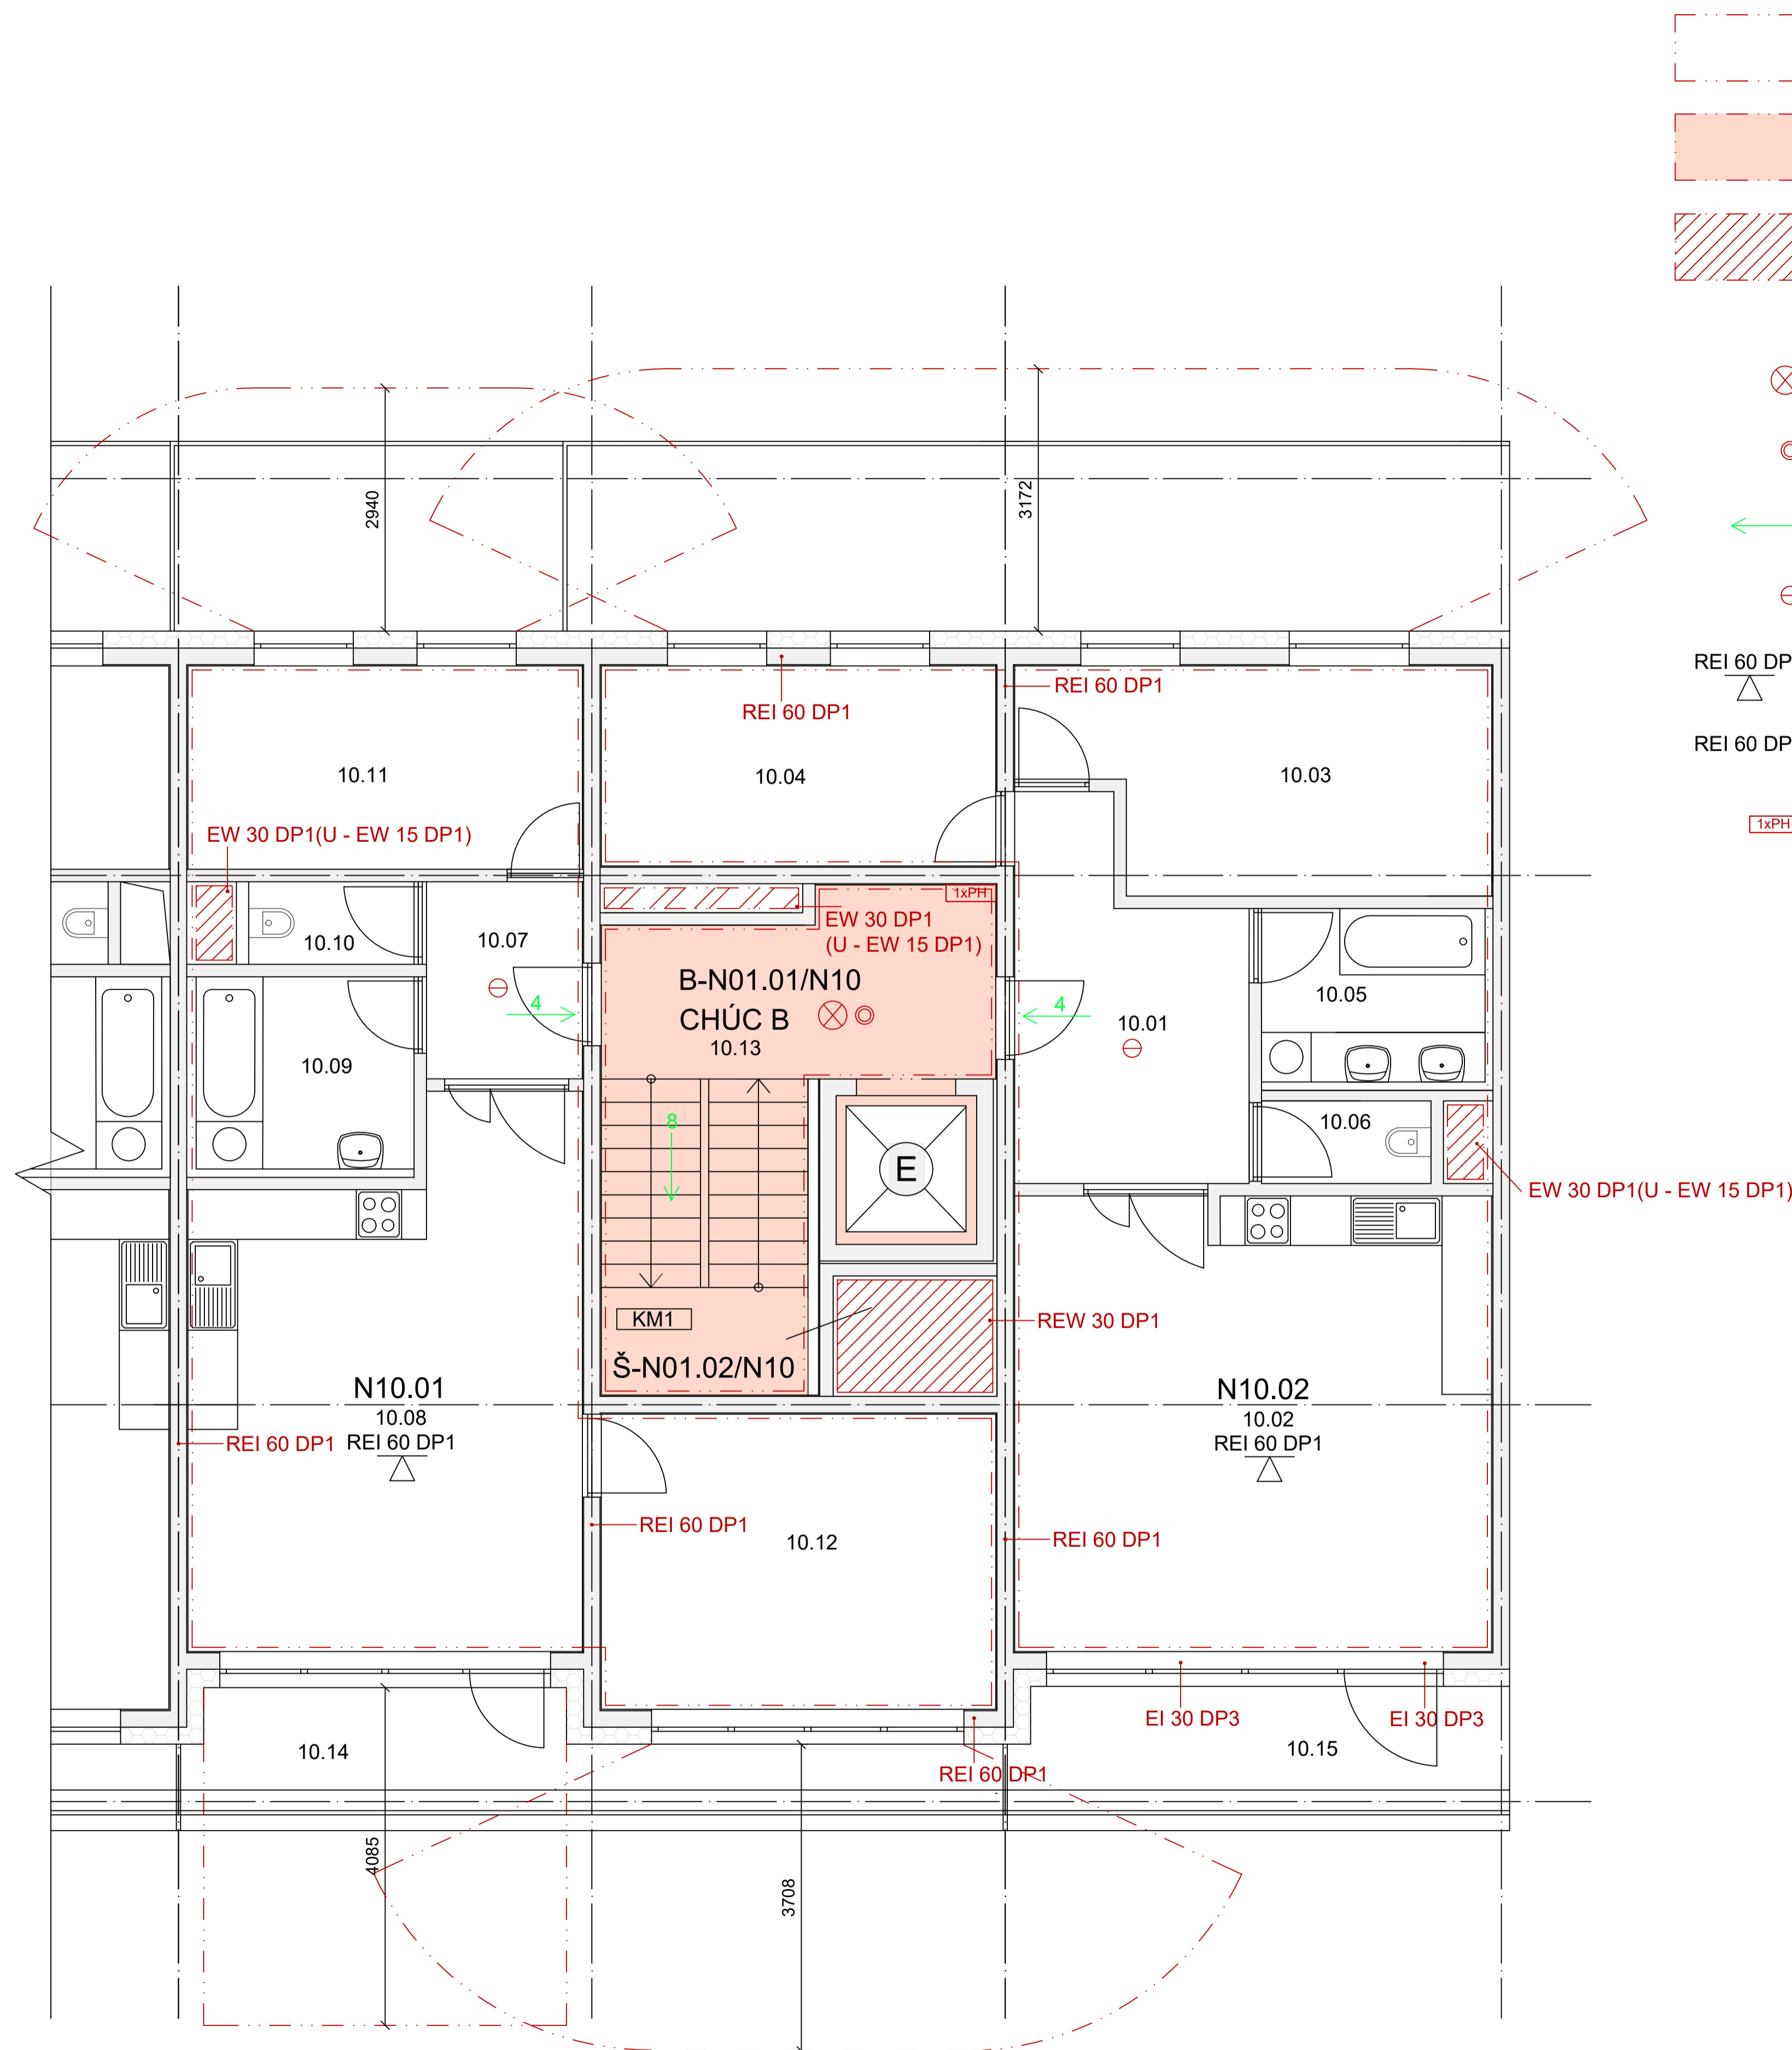 2940
3172
REI 60 DP
REI 60 DP1
REI 60 DP1
REI 60 DP
10.11
10.04
10.03
1xPH
EW 30 DP1(U - EW 15 DP1)
1xPH
EW 30 DP1
(U - EW 15 DP1)
10.10
10.07
B-N01.01/N10
CHÚC B
10.13
4
4
10.05
10.01
10.09
8
10.06
E
EW 30 DP1(U - EW 15 DP1)
KM1
REW 30 DP1
Š-N01.02/N10
N10.01
10.08
REI 60 DP1
REI 60 DP1
N10.02
10.02
REI 60 DP1
REI 60 DP1
10.12
REI 60 DP1
EI 30 DP3
EI 30 DP3
10.14
10.15
REI 60 DP1
4085
3708